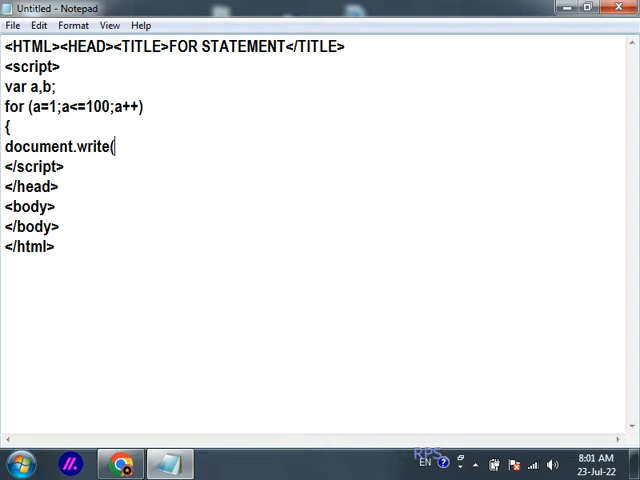 Untitled - Notepad
File Edit Format View Help
<HTML><HEAD><TITLE>FOR STATEMENT</TITLE>
<script>
var a,b;
for (a=1;a<=100;a++)
{
document.write(
</script>
</head>
<body>
</body>
</html>
RPS
EN
8:01 AM
23-Jul-22